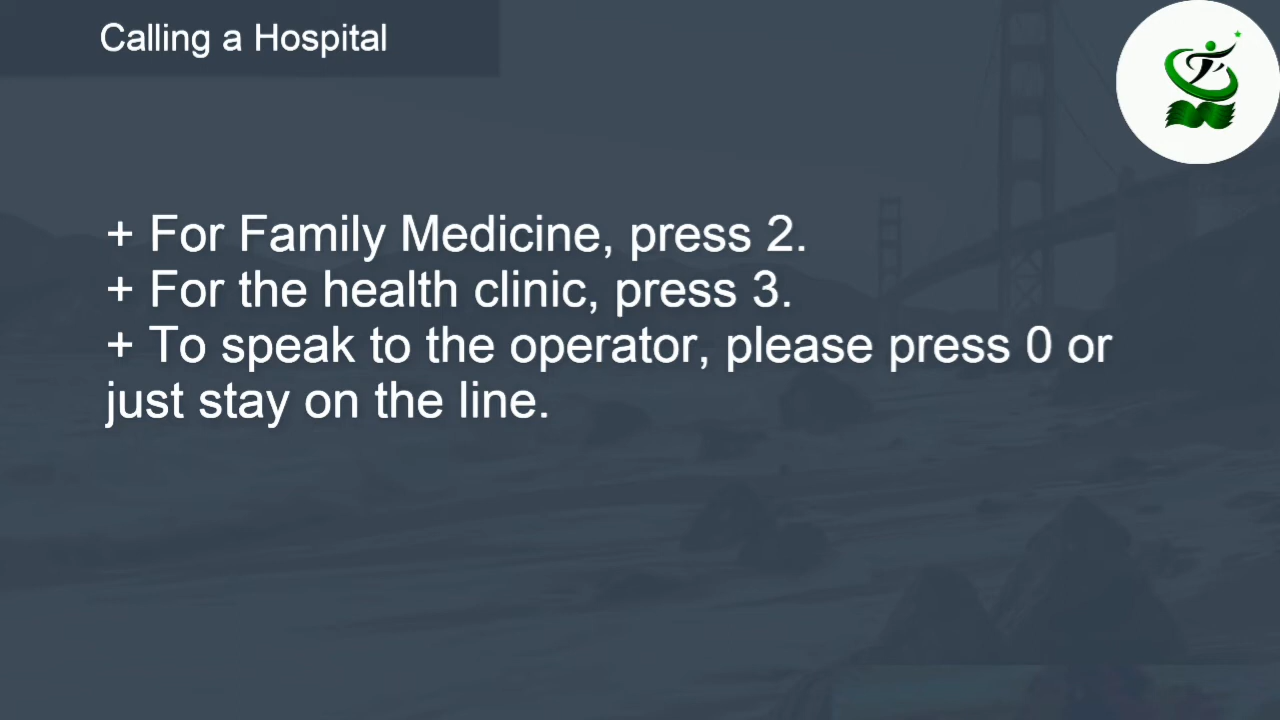 Calling a Hospital
+ For Family Medicine, press 2.
+ For the health clinic, press 3.
+ To speak to the operator, please press 0 or
just stay on the line.